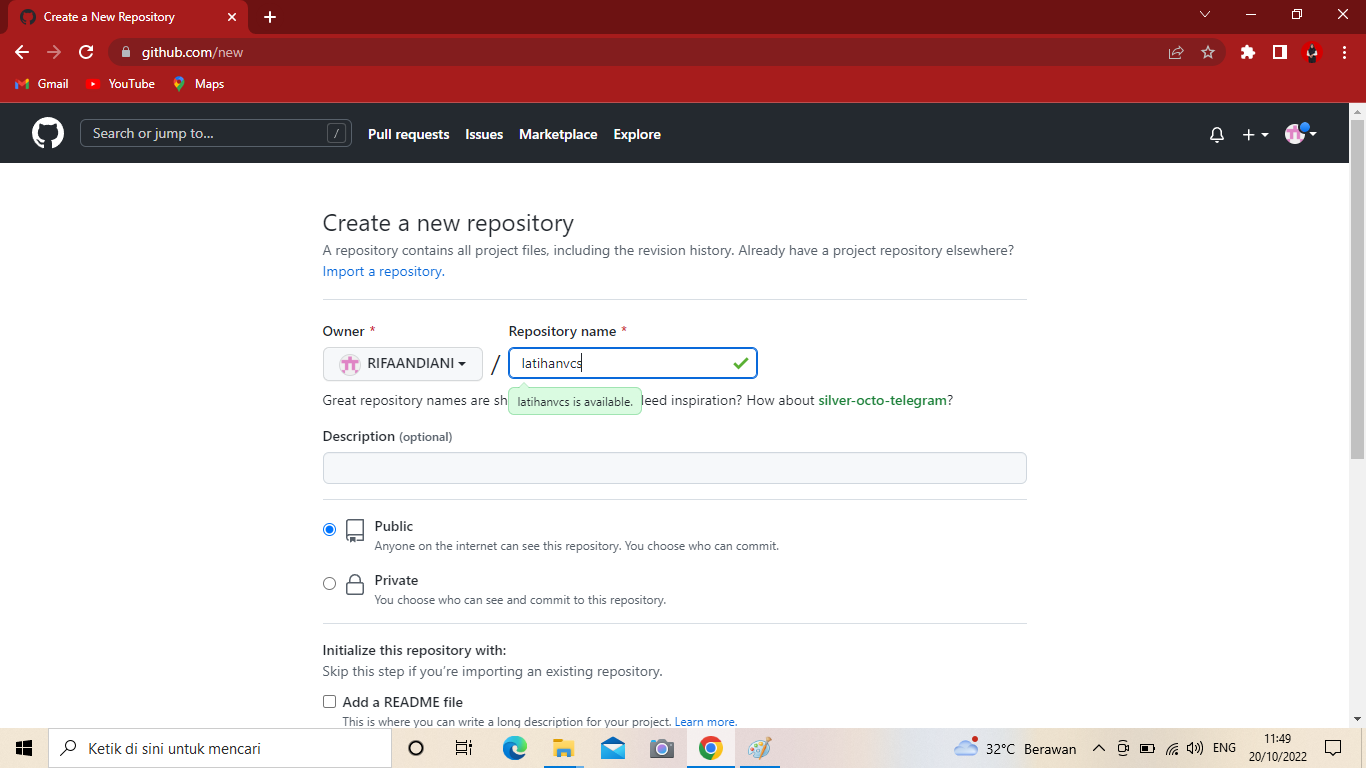 Create a New Repository
github.com/new
Gmail YouTube Maps
Search or jump to... / Pull requests Issues Marketplace Explore
Create a new repository
A repository contains all project files, including the revision history. Already have a project repository elsewhere?
Import a repository.
Owner * Repository name *
RIFAANDIANI / latihanvcs
Great repository names are sh eed inspiration? How about silver-octo-telegram?
latihanvcs is available.
Description (optional)
Public
Anyone on the internet can see this repository. You choose who can commit.
Private
You choose who can see and commit to this repository.
Initialize this repository with:
Skip this step if you're importing an existing repository.
Add a README file
This is where you can write a long description for your project. Learn more.
Ketik di sini untuk mencari 32°C Berawan ENG 11:49
20/10/2022